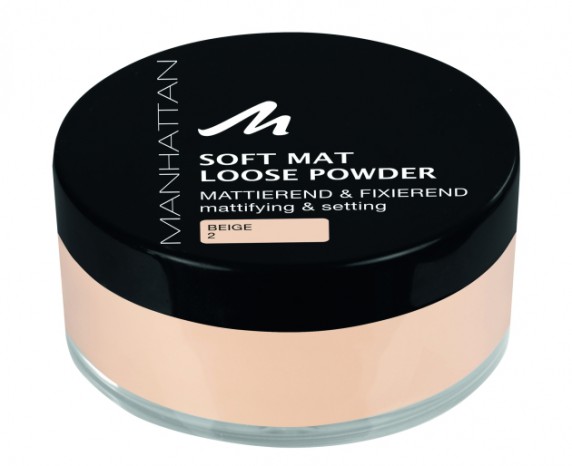 MANHATTAN
SOFT MAT
LOOSE POWDER
MATTIEREND & FIXIEREND
mattifying & setting
BEIGE
2